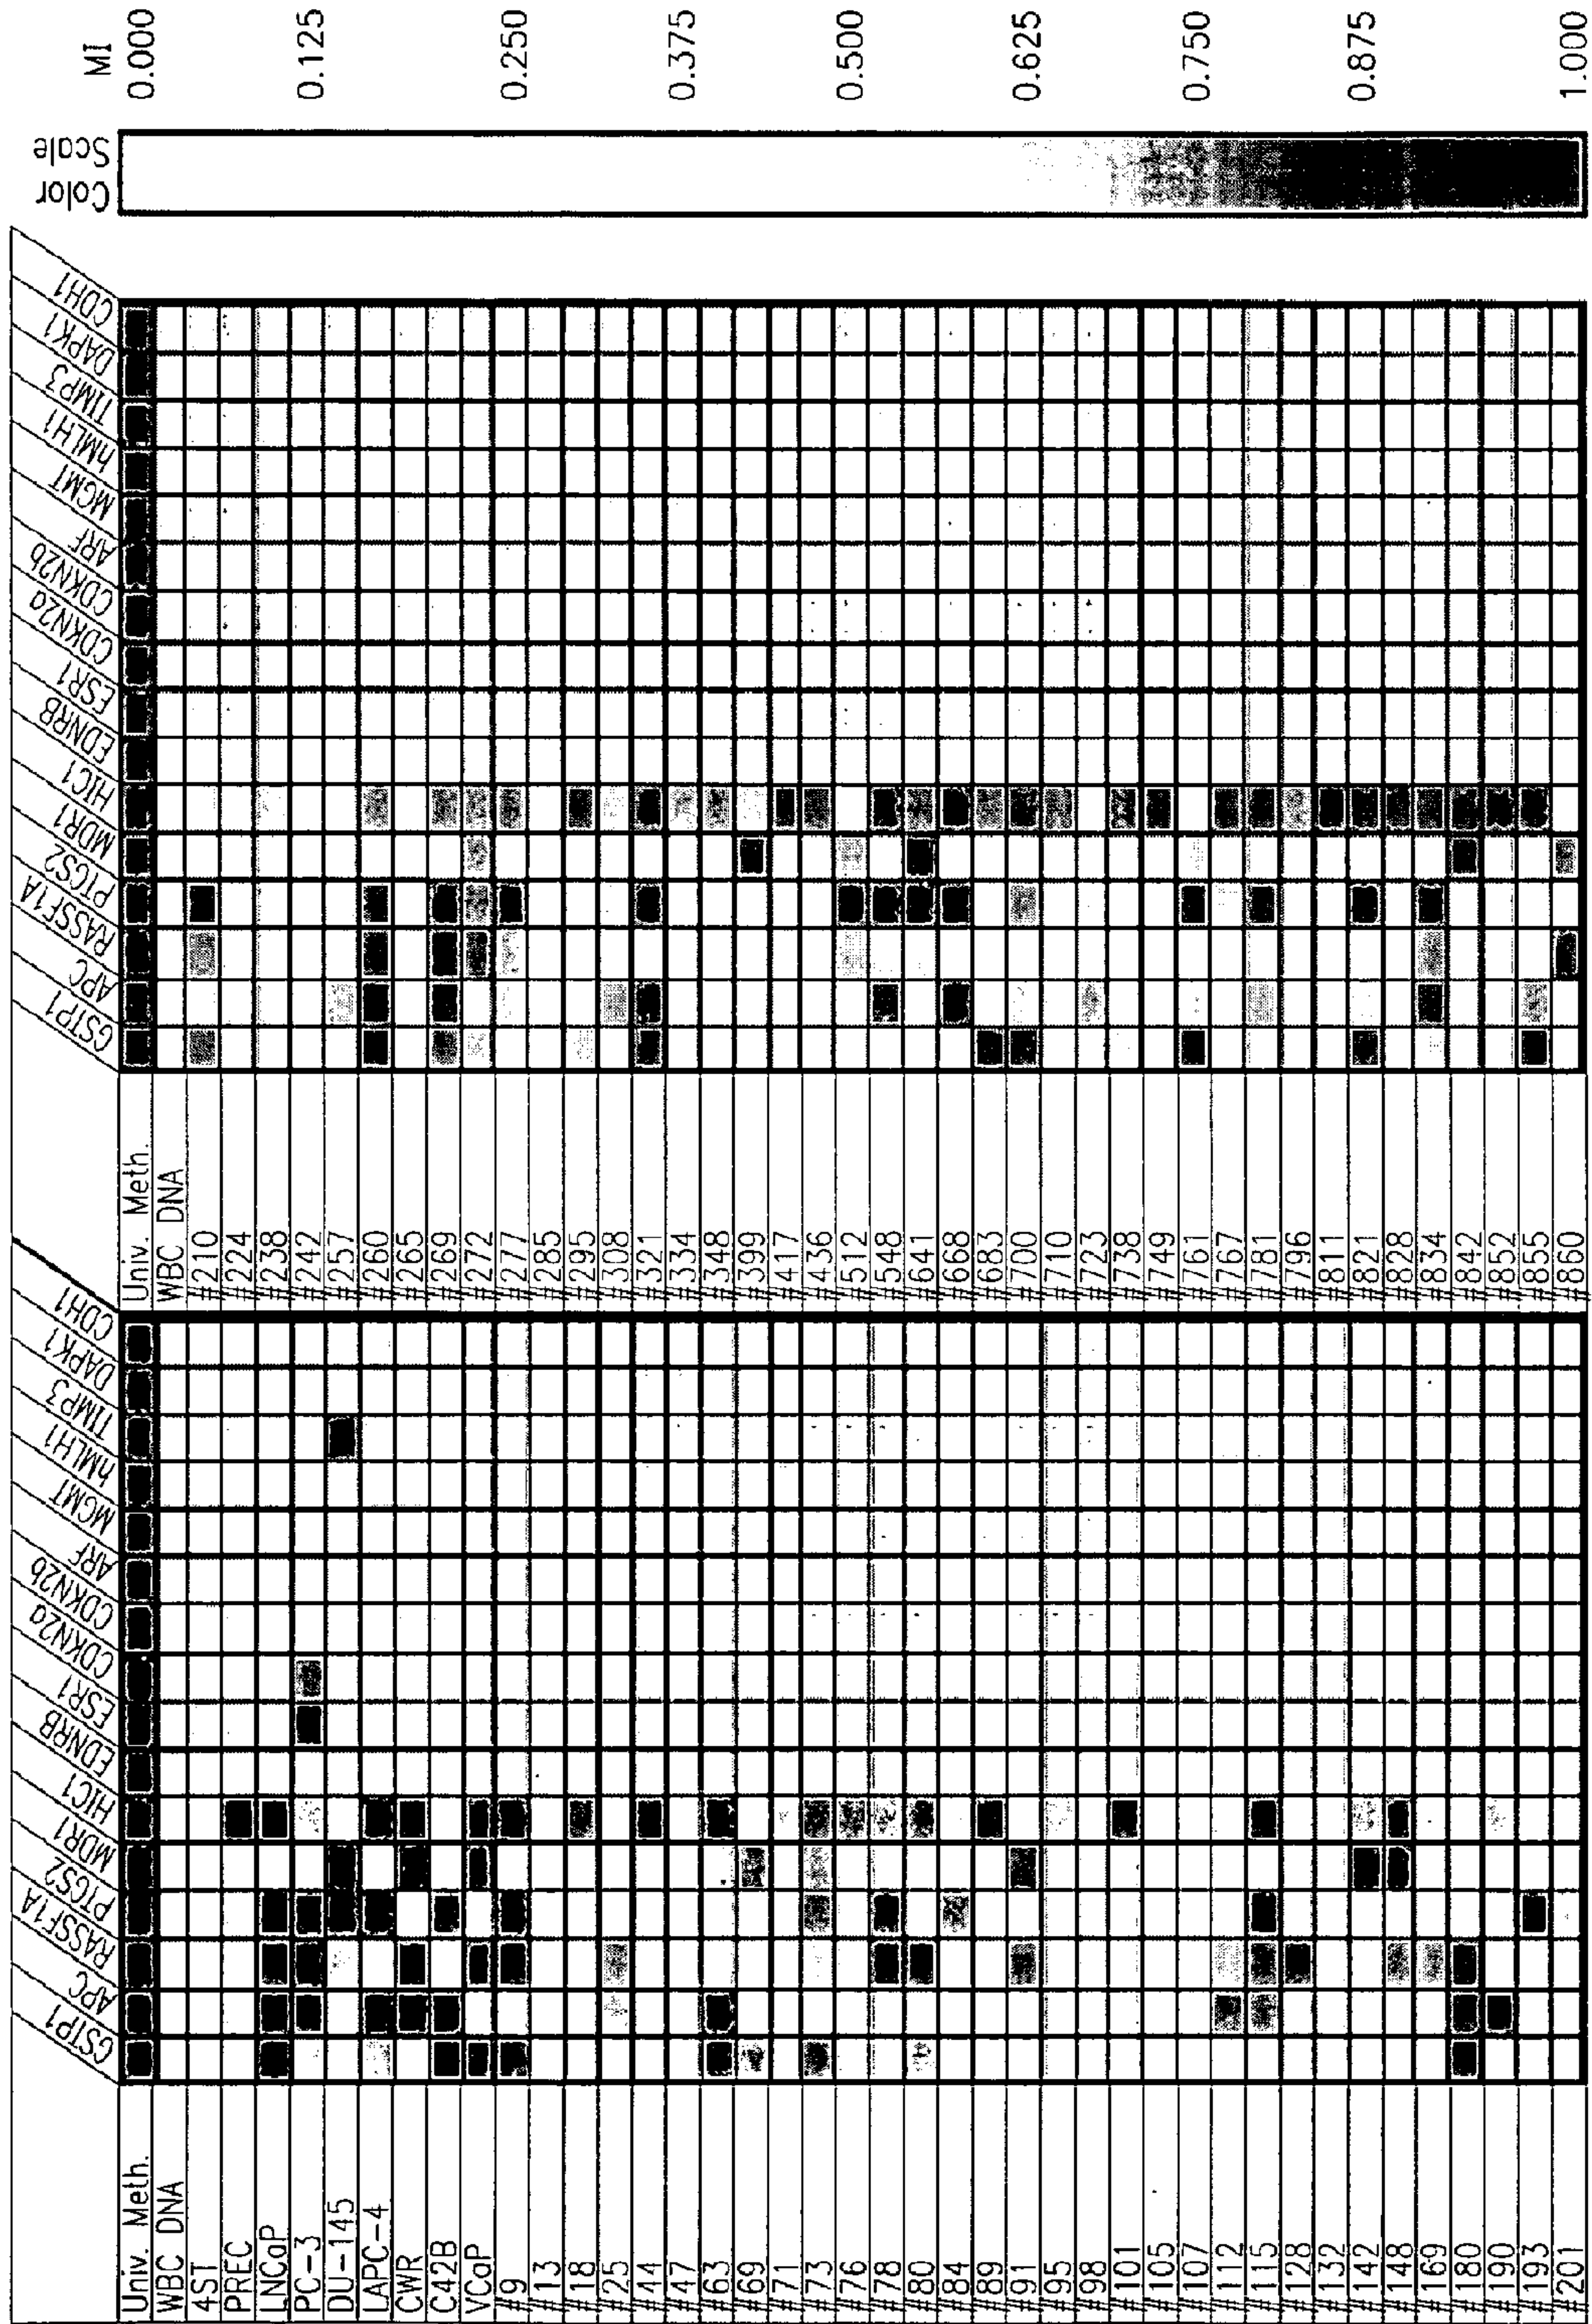 GSTP1
APC
RASSF1A
PTGS2
MDR1
HIC1
EDNRB
ESR1
CDKN2a
CDKN2b
ARF
MGMT
hMLH1
TIMP3
DAPK1
CDH1
Univ. Meth.
WBC DNA
4ST
PREC
LNCaP
PC-3
DU-145
LAPC-4
CWR
C42B
VCaP
#9
#13
#18
#25
#44
#47
#63
#69
#71
#73
#76
#78
#80
#84
#89
#91
#95
#98
#101
#105
#107
#112
#115
#128
#132
#142
#148
#169
#180
#190
#193
#201
GSTP1
APC
RASSF1A
PTGS2
MDR1
HIC1
EDNRB
ESR1
CDKN2a
CDKN2b
ARF
MGMT
hMLH1
TIMP3
DAPK1
CDH1
Univ. Meth.
WBC DNA
#210
#224
#238
#242
#257
#260
#265
#269
#272
#277
#285
#295
#308
#321
#334
#348
#399
#417
#436
#512
#548
#641
#668
#683
#700
#710
#723
#738
#749
#761
#767
#781
#796
#811
#821
#828
#834
#842
#852
#855
#860
Color
Scale
MI
0.000
0.125
0.250
0.375
0.500
0.625
0.750
0.875
1.000